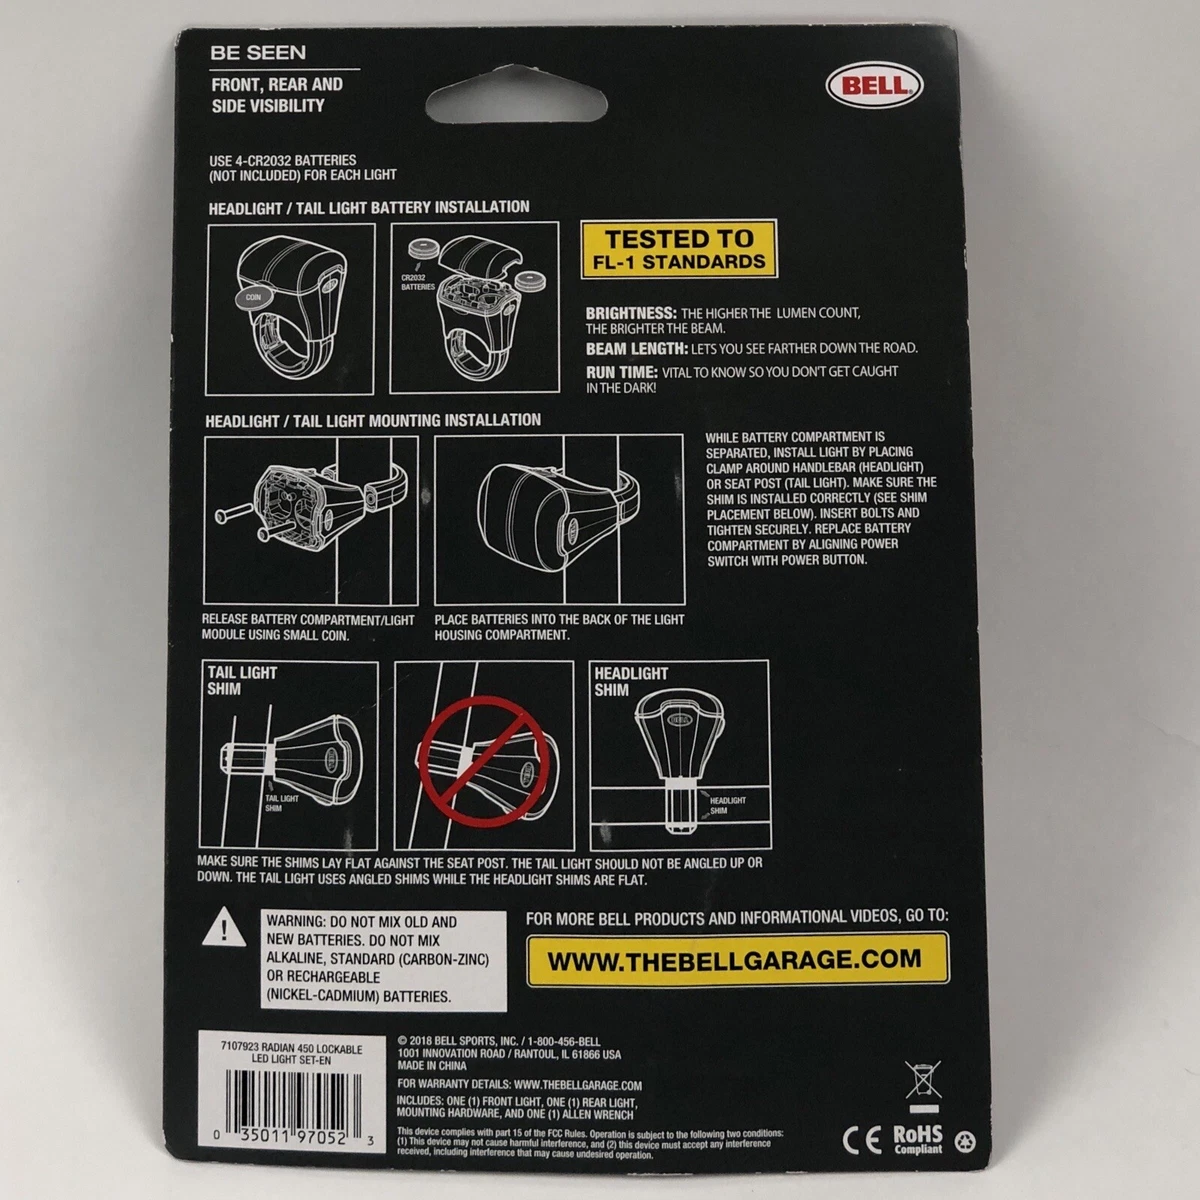 BE SEEN
FRONT, REAR AND
SIDE VISIBILITY
BELL
USE 4-CR2032 BATTERIES
(NOT INCLUDED) FOR EACH LIGHT
HEADLIGHT / TAIL LIGHT BATTERY INSTALLATION
COIN
CR2032
BATTERIES
TESTED TO
FL-1 STANDARDS
BRIGHTNESS: THE HIGHER THE LUMEN COUNT,
THE BRIGHTER THE BEAM.
BEAM LENGTH: LETS YOU SEE FARTHER DOWN THE ROAD.
RUN TIME: VITAL TO KNOW SO YOU DON'T GET CAUGHT
IN THE DARK!
HEADLIGHT / TAIL LIGHT MOUNTING INSTALLATION
RELEASE BATTERY COMPARTMENT/LIGHT
MODULE USING SMALL COIN.
PLACE BATTERIES INTO THE BACK OF THE LIGHT
HOUSING COMPARTMENT.
WHILE BATTERY COMPARTMENT IS
SEPARATED, INSTALL LIGHT BY PLACING
CLAMP AROUND HANDLEBAR (HEADLIGHT)
OR SEAT POST (TAIL LIGHT). MAKE SURE THE
SHIM IS INSTALLED CORRECTLY (SEE SHIM
PLACEMENT BELOW). INSERT BOLTS AND
TIGHTEN SECURELY. REPLACE BATTERY
COMPARTMENT BY ALIGNING POWER
SWITCH WITH POWER BUTTON.
TAIL LIGHT
SHIM
TAIL LIGHT
SHIM
HEADLIGHT
SHIM
BELL
HEADLIGHT
SHIM
MAKE SURE THE SHIMS LAY FLAT AGAINST THE SEAT POST. THE TAIL LIGHT SHOULD NOT BE ANGLED UP OR
DOWN. THE TAIL LIGHT USES ANGLED SHIMS WHILE THE HEADLIGHT SHIMS ARE FLAT.
WARNING: DO NOT MIX OLD AND
NEW BATTERIES. DO NOT MIX
ALKALINE, STANDARD (CARBON-ZINC)
OR RECHARGEABLE
(NICKEL-CADMIUM) BATTERIES.
FOR MORE BELL PRODUCTS AND INFORMATIONAL VIDEOS, GO TO:
WWW.THEBELLGARAGE.COM
7107923 RADIAN 450 LOCKABLE
LED LIGHT SET-EN
0 35011 97052 3
© 2018 BELL SPORTS, INC. / 1-800-456-BELL
1001 INNOVATION ROAD / RANTOUL, IL 61866 USA
MADE IN CHINA
FOR WARRANTY DETAILS: WWW.THEBELLGARAGE.COM
INCLUDES: ONE (1) FRONT LIGHT, ONE (1) REAR LIGHT,
MOUNTING HARDWARE, AND ONE (1) ALLEN WRENCH
This device complies with part 15 of the FCC Rules. Operation is subject to the following two conditions:
(1) This device may not cause harmful interference, and (2) this device must accept any interference
received, including interference that may cause undesired operation.
CE
RoHS
Compliant